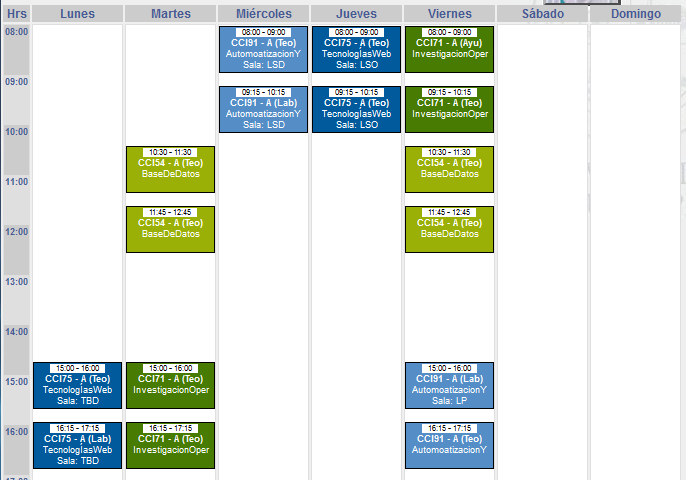 Hrs Lunes Martes Miércoles Jueves Viernes Sábado Domingo
08:00
08:00 - 09:00
CCI91 - A (Teo)
AutomoatizacionY
Sala: LSD
08:00 - 09:00
CCI75 - A (Teo)
TecnologÍasWeb
Sala: LSO
08:00 - 09:00
CCI71 - A (Ayu)
InvestigacionOper
09:00
09:15 - 10:15
CCI91 - A (Lab)
AutomoatizacionY
Sala: LSD
09:15 - 10:15
CCI75 - A (Teo)
TecnologÍasWeb
Sala: LSO
09:15 - 10:15
CCI71 - A (Teo)
InvestigacionOper
10:00
10:30 - 11:30
CCI54 - A (Teo)
BaseDeDatos
10:30 - 11:30
CCI54 - A (Teo)
BaseDeDatos
11:00
11:45 - 12:45
CCI54 - A (Teo)
BaseDeDatos
11:45 - 12:45
CCI54 - A (Teo)
BaseDeDatos
12:00
13:00
14:00
15:00 - 16:00
CCI75 - A (Teo)
TecnologÍasWeb
Sala: TBD
15:00 - 16:00
CCI71 - A (Teo)
InvestigacionOper
15:00 - 16:00
CCI91 - A (Lab)
AutomoatizacionY
Sala: LP
15:00
16:15 - 17:15
CCI75 - A (Lab)
TecnologÍasWeb
Sala: TBD
16:15 - 17:15
CCI71 - A (Teo)
InvestigacionOper
16:15 - 17:15
CCI91 - A (Teo)
AutomoatizacionY
16:00